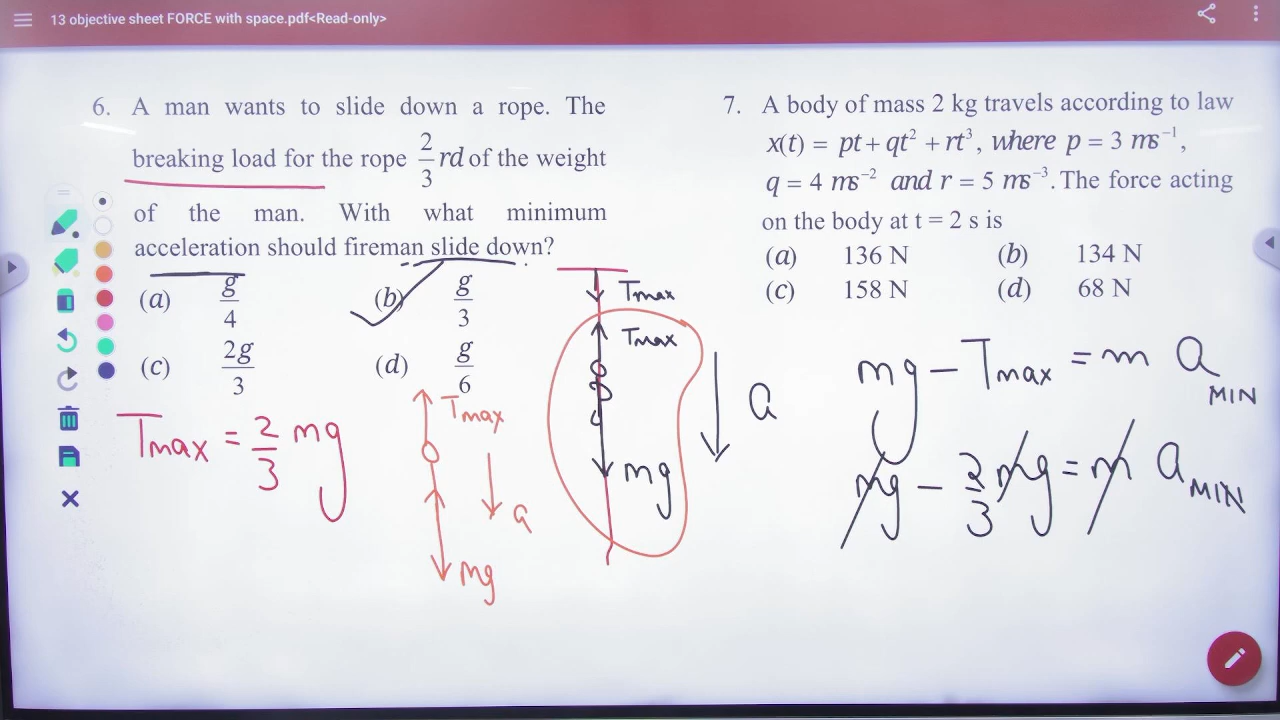 13 objective sheet FORCE with space.pdf<Read-only>
6. A man wants to slide down a rope. The
breaking load for the rope 2/3 rd of the weight
of the man. With what minimum
acceleration should fireman slide down?
(a) g/4 (b) g/3
(c) 2g/3 (d) g/6
7. A body of mass 2 kg travels according to law
x(t) = pt + qt² + rt³, where p = 3 ms⁻¹,
q = 4 ms⁻² and r = 5 ms⁻³. The force acting
on the body at t = 2 s is
(a) 136 N (b) 134 N
(c) 158 N (d) 68 N
Tmax = 2/3 mg
Tmax
a
mg
Tmax
Tmax
mg
a
mg - Tmax = m a MIN
mg - 2/3 mg = m a MIN